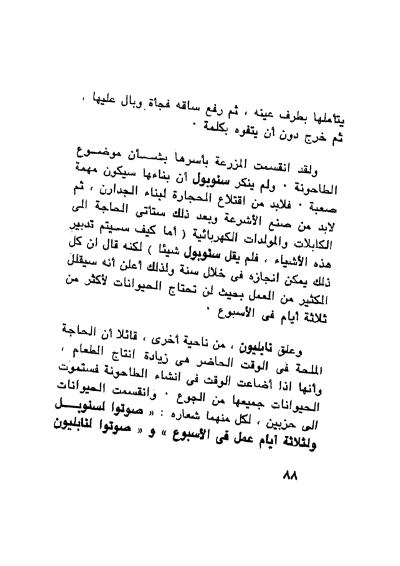 يتأملها بطرف عينه ، ثم رفع ساقه فجأة وبال عليها ،
ثم خرج دون أن يتفوه بكلمة ٠
ولقد انقسمت المزرعة بأسرها بشـــأن موضــوع
الطاحونة ٠ ولم ينكر سنوبول أن بناءها سيكون مهمة
صعبة ٠ فلابد من اقتلاع الحجارة لبناء الجدارن ، ثم
لابد من صنع الأشرعة وبعد ذلك ستأتى الحاجة الى
الكابلات والمولدات الكهربائية ( أما كيف سسيتم تدبير
هذه الأشياء ، فلم يقل سنوبول شيئا ) لكنه قال ان كل
ذلك يمكن انجازه فى خلال سنة ولذلك أعلن أنه سيقلل
الكثير من العمل بحيث لن تحتاج الحيوانات لأكثر من
ثلاثة أيام فى الأسبوع ٠
وعلق نابليون ، من ناحية أخرى ، قائلا أن الحاجة
الملحة فى الوقت الحاضر هى زيادة انتاج الطعام ،
وأنها اذا أضاعت الوقت فى انشاء الطاحونة فستموت
الحيوانات جميعها من الجوع ٠ وانقسمت الحيوانات
الى حزبين ، لكل منهما شعاره : « صوتوا لسنوبــــل
ولثلاثة أيام عمل فى الأسبوع » و « صوتوا لنابليون
٨٨